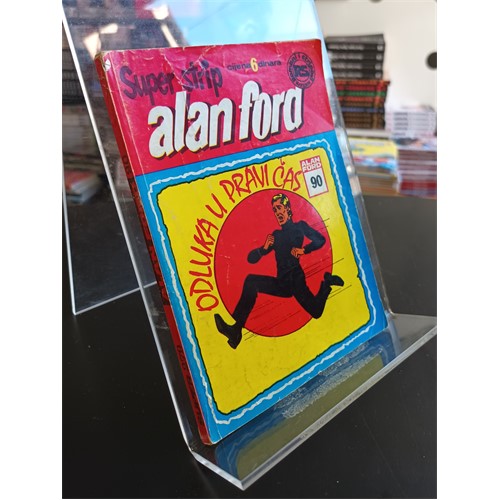 Super strip
cijena 6 dinara
alan ford
ODLUKA U PRAVI ČAS
ALAN
FORD
90